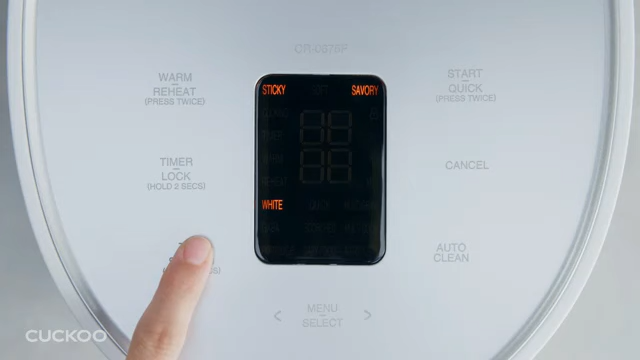 CR-0675F
WARM
REHEAT
(PRESS TWICE)
STICKY
SAVORY
START
QUICK
(PRESS TWICE)
TIMER
LOCK
(HOLD 2 SECS)
CANCEL
WHITE
AUTO
CLEAN
< MENU >
SELECT
CUCKOO